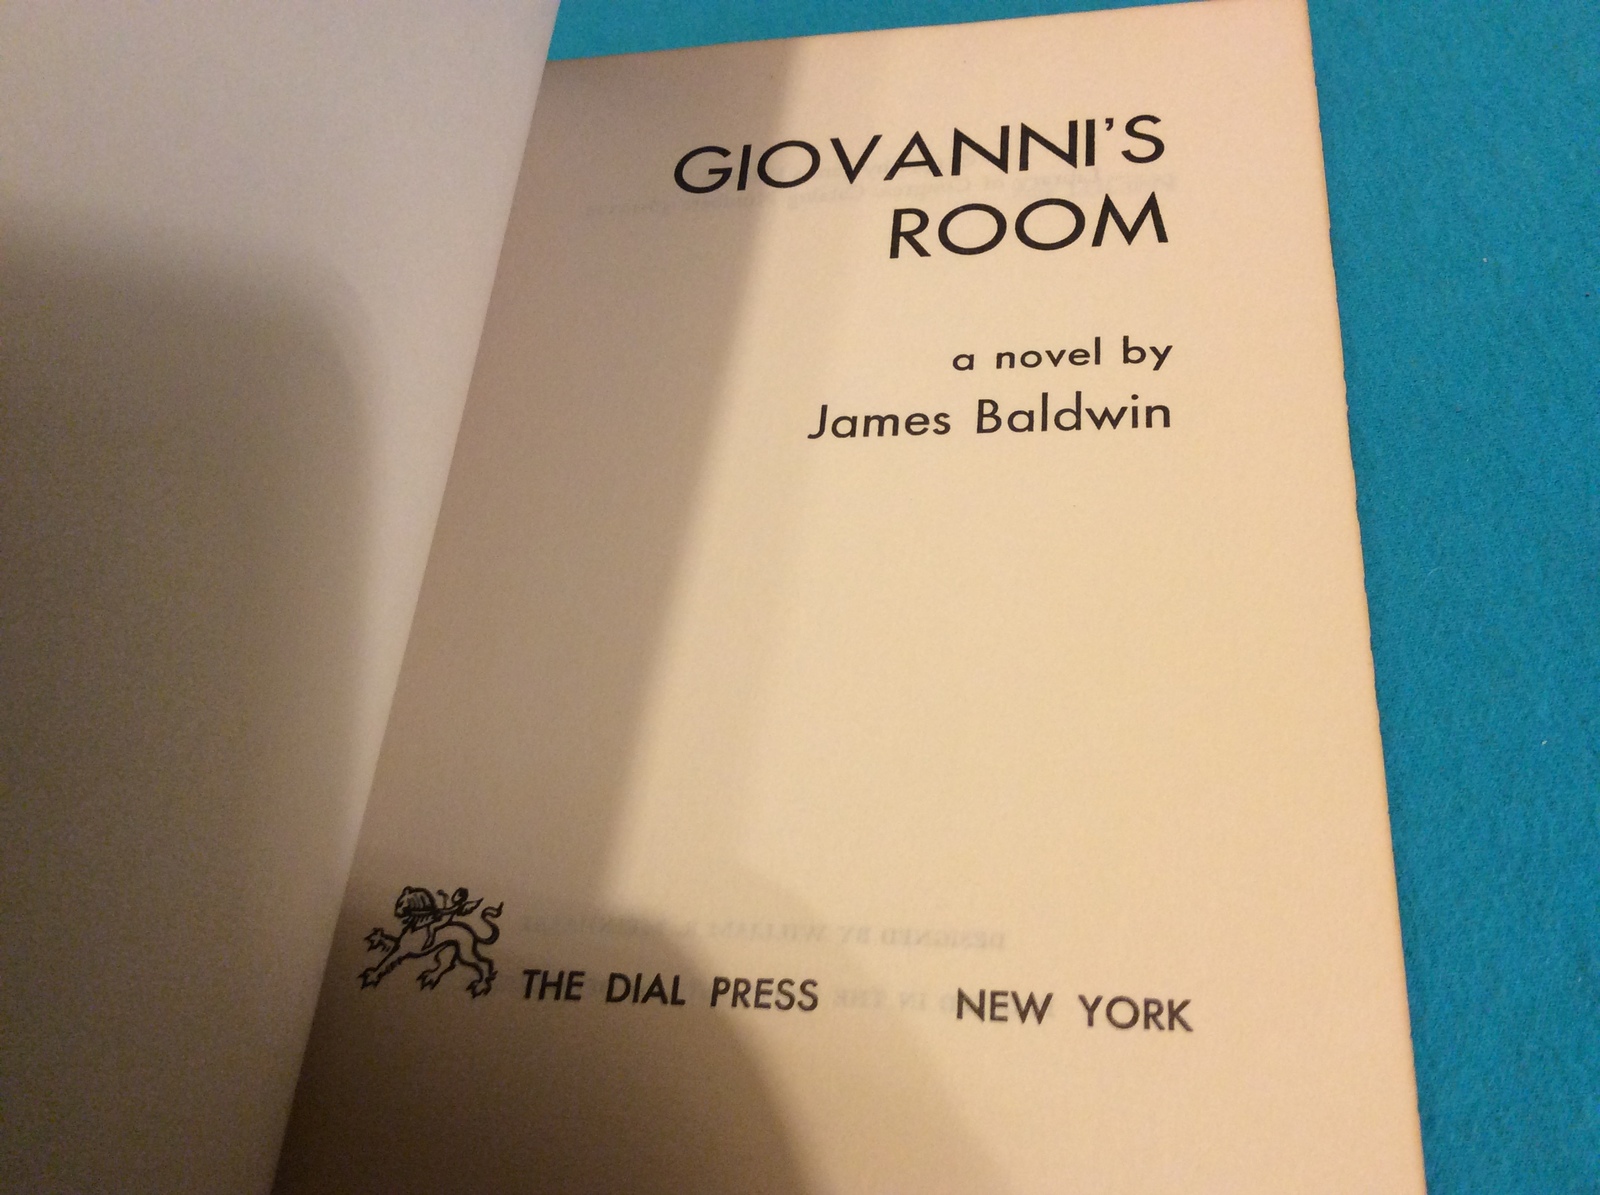 GIOVANNI'S
ROOM
a novel by
James Baldwin
THE DIAL PRESS NEW YORK